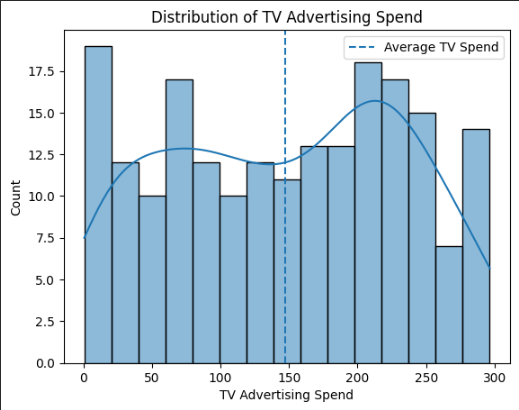 Distribution of TV Advertising Spend
Average TV Spend
17.5
15.0
12.5
10.0
7.5
5.0
2.5
0.0
Count
0 50 100 150 200 250 300
TV Advertising Spend